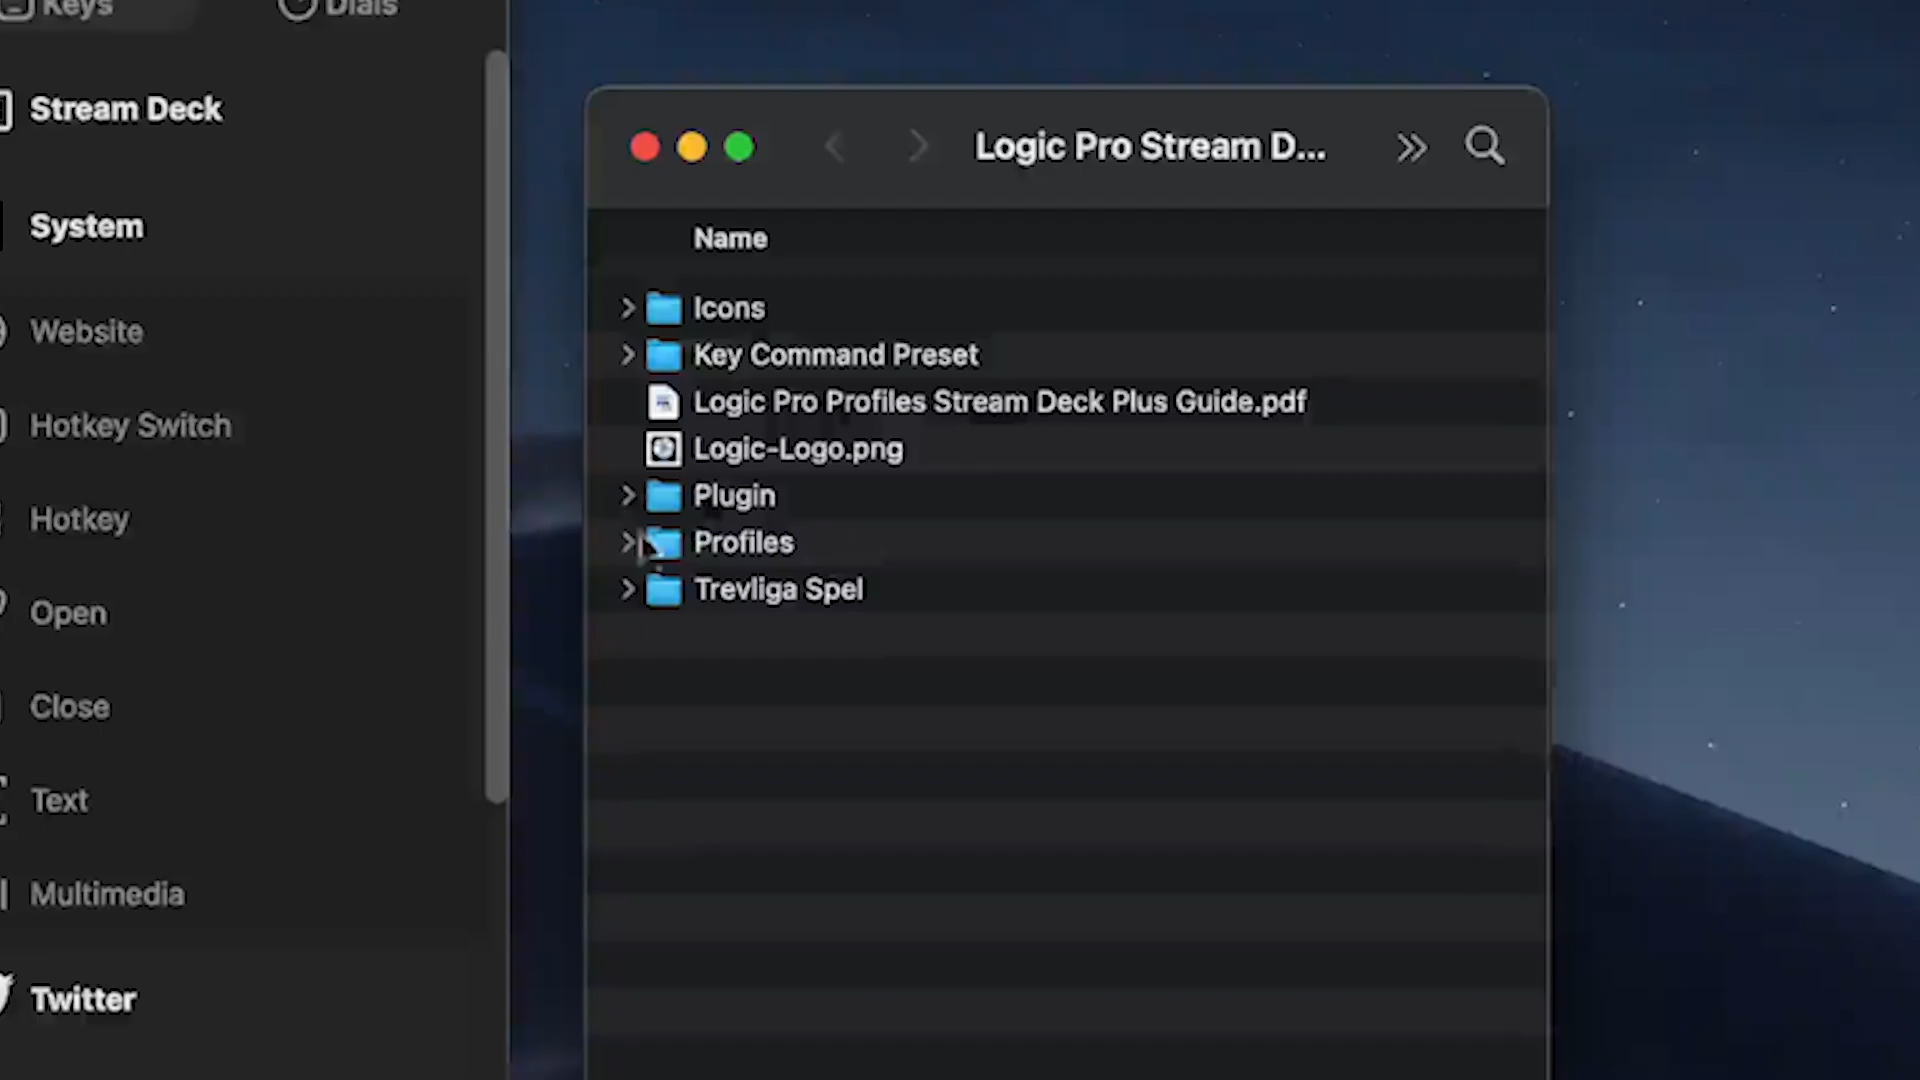 Keys
Dials
Stream Deck
System
Website
Hotkey Switch
Hotkey
Open
Close
Text
Multimedia
Twitter
Logic Pro Stream D...
Name
Icons
Key Command Preset
Logic Pro Profiles Stream Deck Plus Guide.pdf
Logic-Logo.png
Plugin
Profiles
Trevliga Spel